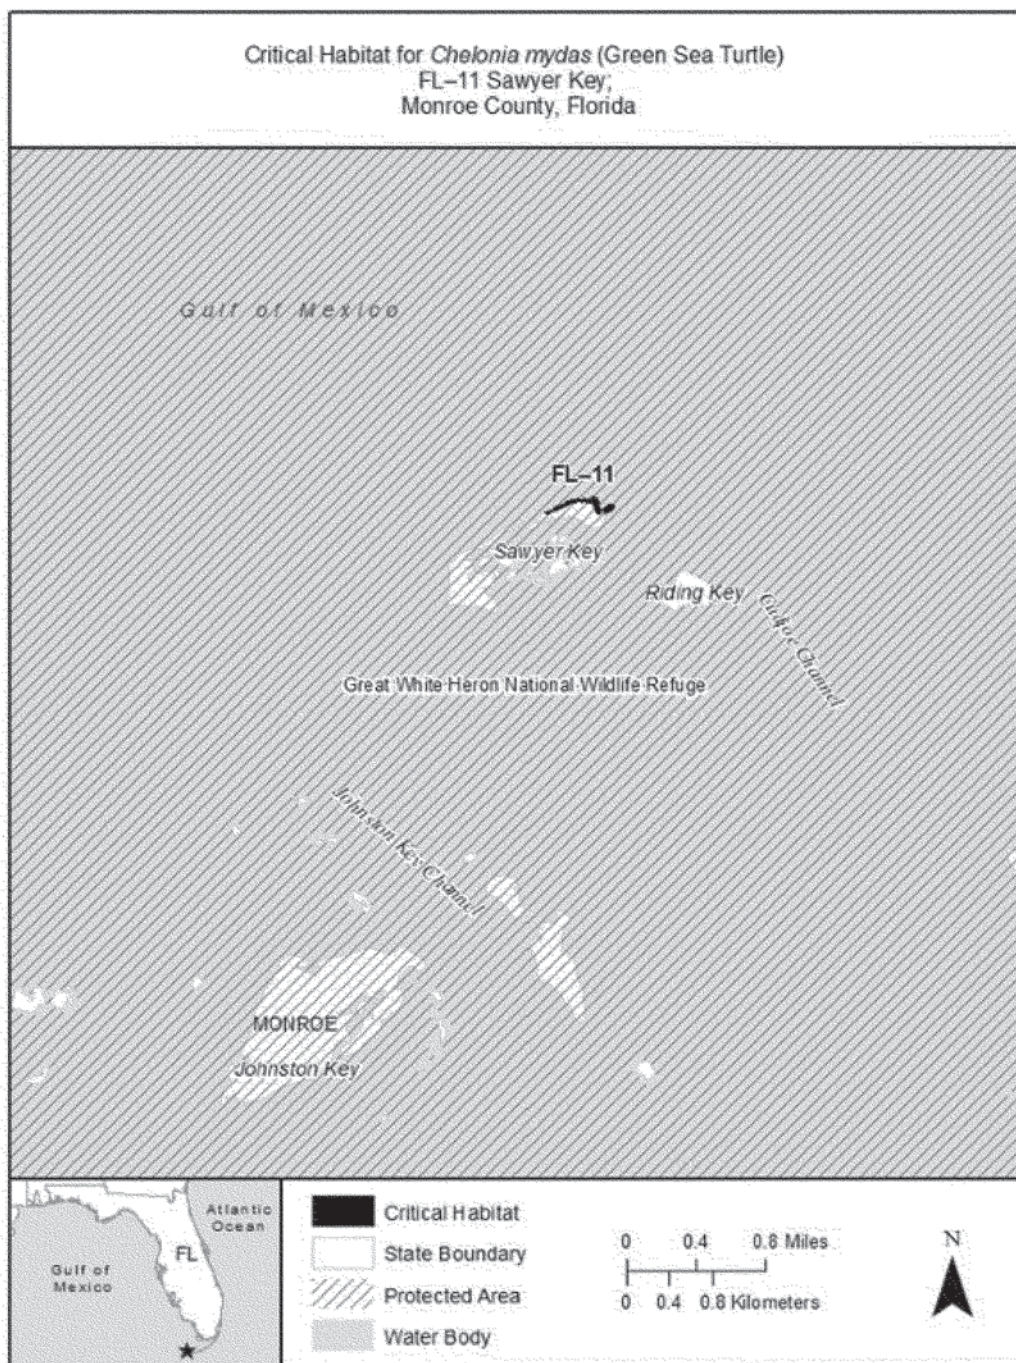 Critical Habitat for Chelonia mydas (Green Sea Turtle)
FL–11 Sawyer Key;
Monroe County, Florida
Gulf of Mexico
FL–11
Sawyer Key
Riding Key
Cudjoe Channel
Great White Heron National Wildlife Refuge
Johnston Key Channel
MONROE
Johnston Key
Atlantic
Ocean
FL
Gulf of
Mexico
Critical Habitat
State Boundary
Protected Area
Water Body
0 0.4 0.8 Miles
0 0.4 0.8 Kilometers
N